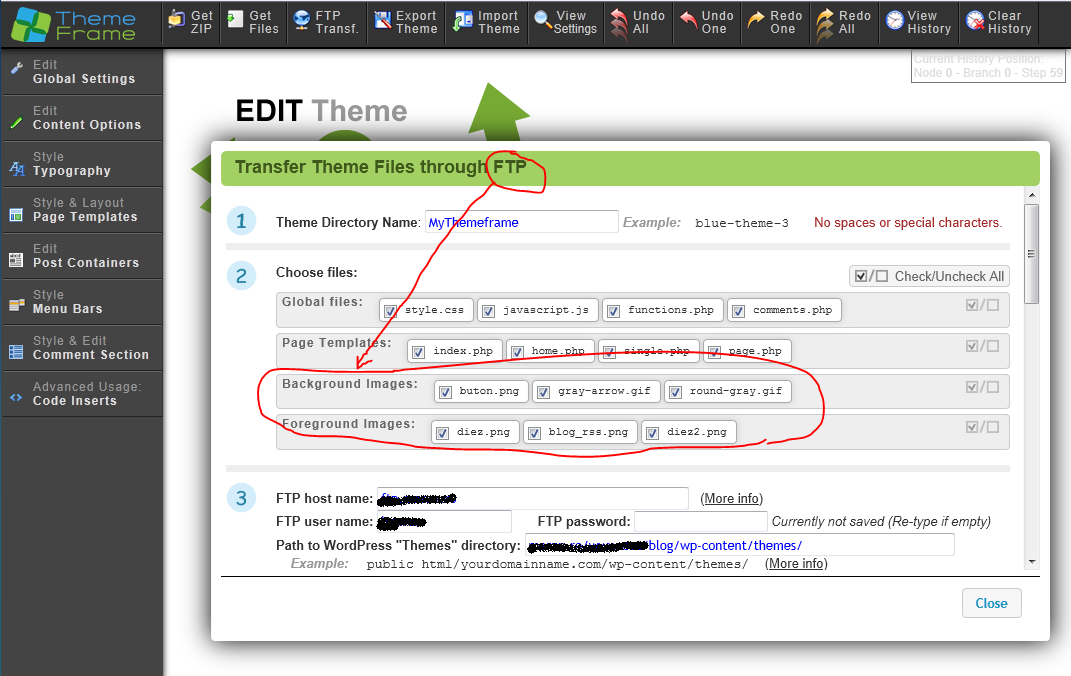 Theme
Frame
Get ZIP
Get Files
FTP Transf.
Export Theme
Import Theme
View Settings
Undo All
Undo One
Redo One
Redo All
View History
Clear History
Edit
Global Settings
Edit
Content Options
Style
Typography
Style & Layout
Page Templates
Edit
Post Containers
Style
Menu Bars
Style & Edit
Comment Section
Advanced Usage:
Code Inserts
Current History Position:
Node 0 - Branch 0 - Step 59
EDIT Theme
Transfer Theme Files through FTP
1 Theme Directory Name: MyThemeframe Example: blue-theme-3 No spaces or special characters.
2 Choose files: / Check/Uncheck All
Global files: style.css javascript.js functions.php comments.php /
Page Templates: index.php home.php single.php page.php /
Background Images: buton.png gray-arrow.gif round-gray.gif /
Foreground Images: diez.png blog_rss.png diez2.png /
3 FTP host name: (More info)
FTP user name: FTP password: Currently not saved (Re-type if empty)
Path to WordPress "Themes" directory: blog/wp-content/themes/
Example: public html/yourdomainname.com/wp-content/themes/ (More info)
Close